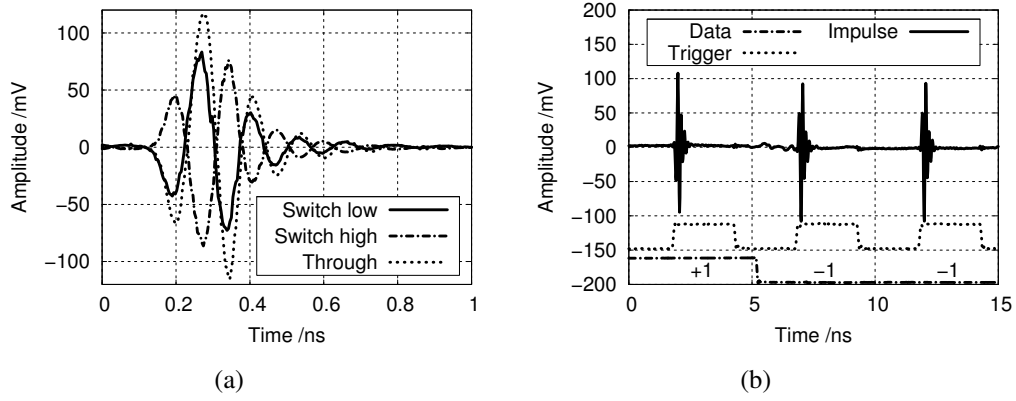 100
50
0
−50
−100
Amplitude /mV
Switch low
Switch high
Through
0 0.2 0.4 0.6 0.8 1
Time /ns
(a)
200
150
100
50
0
−50
−100
−150
−200
Amplitude /mV
Data
Trigger
Impulse
+1 −1 −1
0 5 10 15
Time /ns
(b)